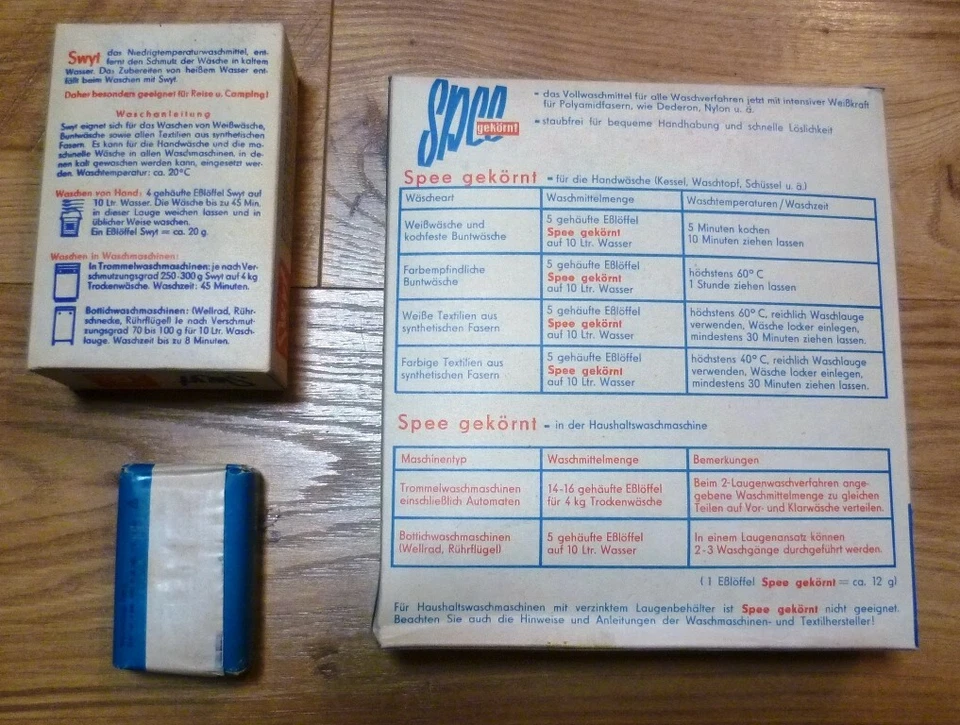 Swyt das Niedrigtemperaturwaschmittel, ent-
fernt den Schmutz der Wäsche in kaltem
Wasser. Das Zubereiten von heißem Wasser ent-
fällt beim Waschen mit Swyt.
Daher besonders geeignet für Reise u. Camping!
Waschanleitung
Swyt eignet sich für das Waschen von Weißwäsche,
Buntwäsche sowie allen Textilien aus synthetischen
Fasern. Es kann für die Handwäsche und die ma-
schinelle Wäsche in allen Waschmaschinen, in de-
nen kalt gewaschen werden kann, eingesetzt wer-
den. Waschtemperatur: ca. 20°C
Waschen von Hand: 4 gehäufte Eßlöffel Swyt auf
10 Ltr. Wasser. Die Wäsche bis zu 45 Min.
in dieser Lauge weichen lassen und in
üblicher Weise waschen.
Ein Eßlöffel Swyt = ca. 20 g.
Waschen in Waschmaschinen:
In Trommelwaschmaschinen: je nach Ver-
schmutzungsgrad 250-300 g Swyt auf 4 kg
Trockenwäsche. Waschzeit: 45 Minuten.
Bottichwaschmaschinen: (Wellrad, Rühr-
schnecke, Rührflügel) je nach Verschmut-
zungsgrad 70 bis 100 g für 10 Ltr. Wasch-
lauge. Waschzeit bis zu 8 Minuten.
Spee gekörnt
- das Vollwaschmittel für alle Waschverfahren jetzt mit intensiver Weißkraft
für Polyamidfasern, wie Dederon, Nylon u. ä.
- staubfrei für bequeme Handhabung und schnelle Löslichkeit
Spee gekörnt - für die Handwäsche (Kessel, Waschtopf, Schüssel u. ä.)
Wäscheart Waschmittelmenge Waschtemperaturen/Waschzeit
Weißwäsche und
kochfeste Buntwäsche
5 gehäufte Eßlöffel
Spee gekörnt
auf 10 Ltr. Wasser
5 Minuten kochen
10 Minuten ziehen lassen
Farbempfindliche
Buntwäsche
5 gehäufte Eßlöffel
Spee gekörnt
auf 10 Ltr. Wasser
höchstens 60° C
1 Stunde ziehen lassen
Weiße Textilien aus
synthetischen Fasern
5 gehäufte Eßlöffel
Spee gekörnt
auf 10 Ltr. Wasser
höchstens 60° C, reichlich Waschlauge
verwenden, Wäsche locker einlegen,
mindestens 30 Minuten ziehen lassen.
Farbige Textilien aus
synthetischen Fasern
5 gehäufte Eßlöffel
Spee gekörnt
auf 10 Ltr. Wasser
höchstens 40° C, reichlich Waschlauge
verwenden, Wäsche locker einlegen,
mindestens 30 Minuten ziehen lassen.
Spee gekörnt - in der Haushaltswaschmaschine
Maschinentyp Waschmittelmenge Bemerkungen
Trommelwaschmaschinen
einschließlich Automaten
14-16 gehäufte Eßlöffel
für 4 kg Trockenwäsche
Beim 2-Laugenwaschverfahren ange-
gebene Waschmittelmenge zu gleichen
Teilen auf Vor- und Klarwäsche verteilen.
Bottichwaschmaschinen
(Wellrad, Rührflügel)
5 gehäufte Eßlöffel
auf 10 Ltr. Wasser
In einem Laugenansatz können
2-3 Waschgänge durchgeführt werden.
(1 Eßlöffel Spee gekörnt = ca. 12 g)
Für Haushaltswaschmaschinen mit verzinktem Laugenbehälter ist Spee gekörnt nicht geeignet.
Beachten Sie auch die Hinweise und Anleitungen der Waschmaschinen- und Textilhersteller!